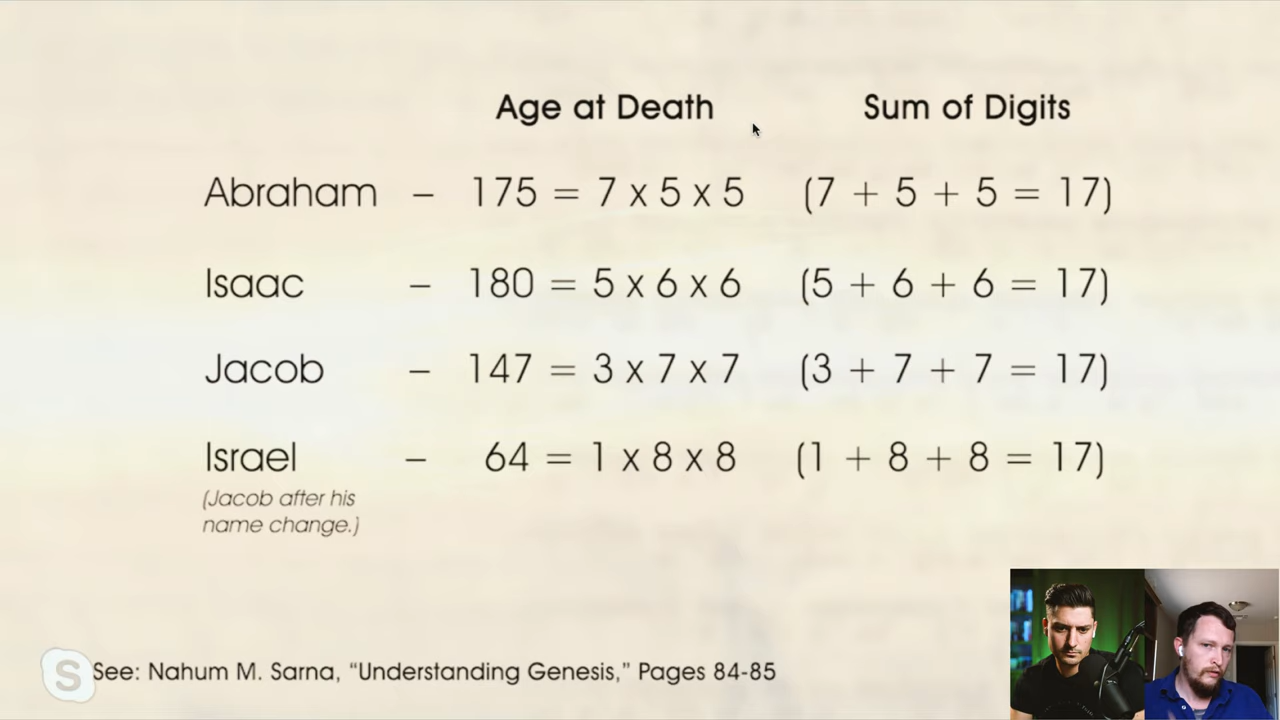 Age at Death Sum of Digits
Abraham – 175 = 7 x 5 x 5 (7 + 5 + 5 = 17)
Isaac – 180 = 5 x 6 x 6 (5 + 6 + 6 = 17)
Jacob – 147 = 3 x 7 x 7 (3 + 7 + 7 = 17)
Israel – 64 = 1 x 8 x 8 (1 + 8 + 8 = 17)
(Jacob after his
name change.)
S See: Nahum M. Sarna, “Understanding Genesis,” Pages 84-85